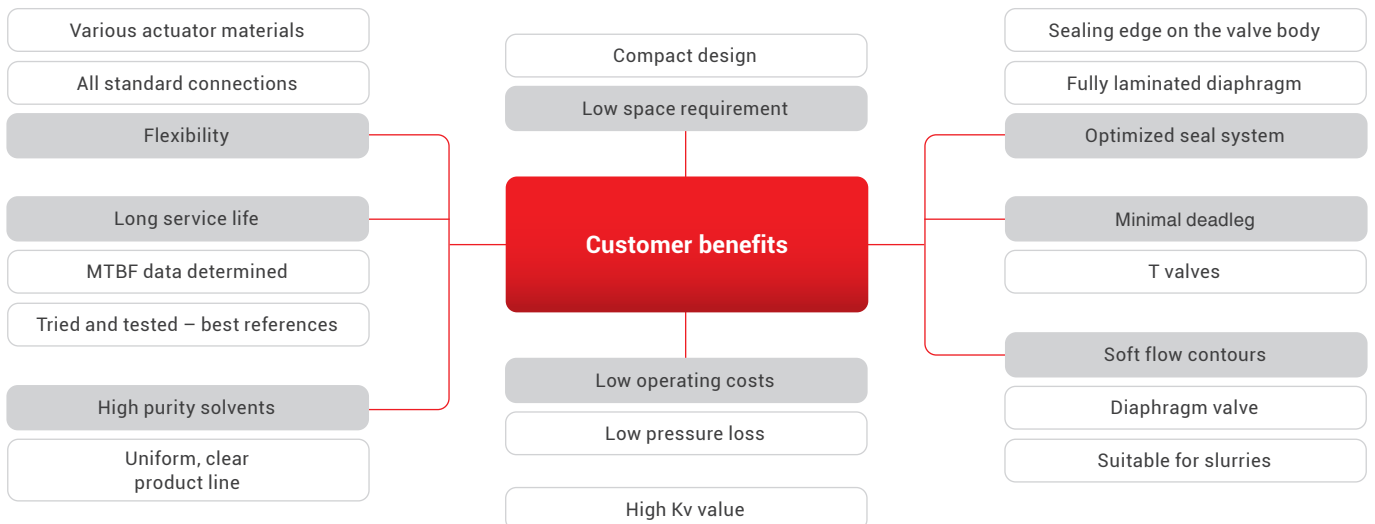 Various actuator materials
All standard connections
Flexibility
Long service life
MTBF data determined
Tried and tested – best references
High purity solvents
Uniform, clear
product line
Compact design
Low space requirement
Customer benefits
Low operating costs
Low pressure loss
High Kv value
Sealing edge on the valve body
Fully laminated diaphragm
Optimized seal system
Minimal deadleg
T valves
Soft flow contours
Diaphragm valve
Suitable for slurries